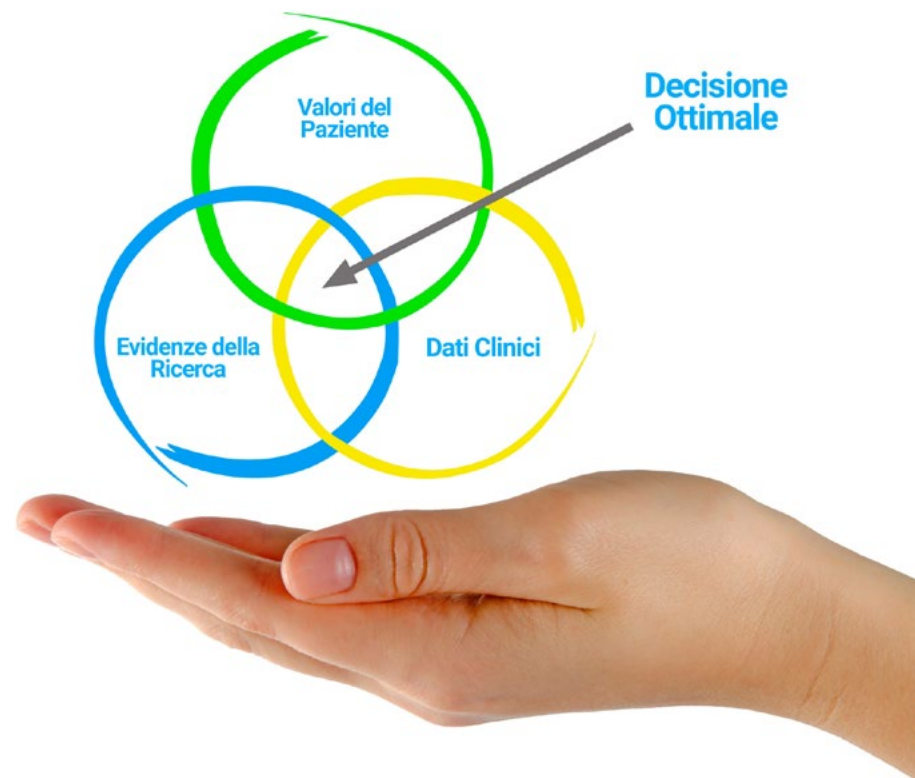 Valori del
Paziente
Decisione
Ottimale
Evidenze della
Ricerca
Dati Clinici